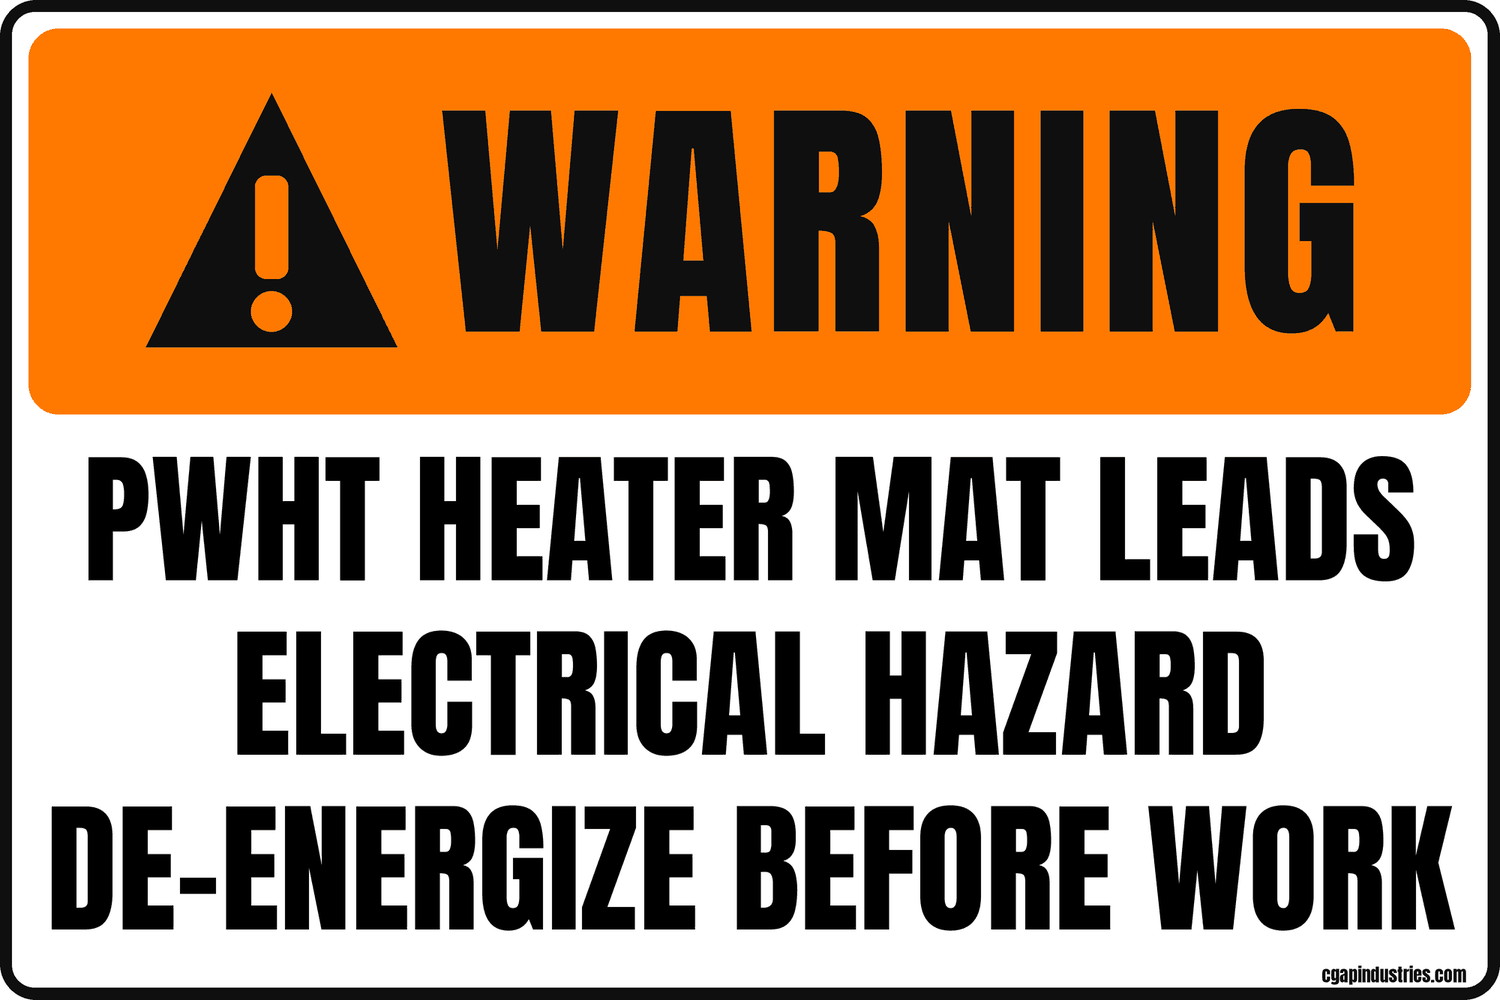 WARNING
PWHT HEATER MAT LEADS
ELECTRICAL HAZARD
DE-ENERGIZE BEFORE WORK
cgapindustries.com